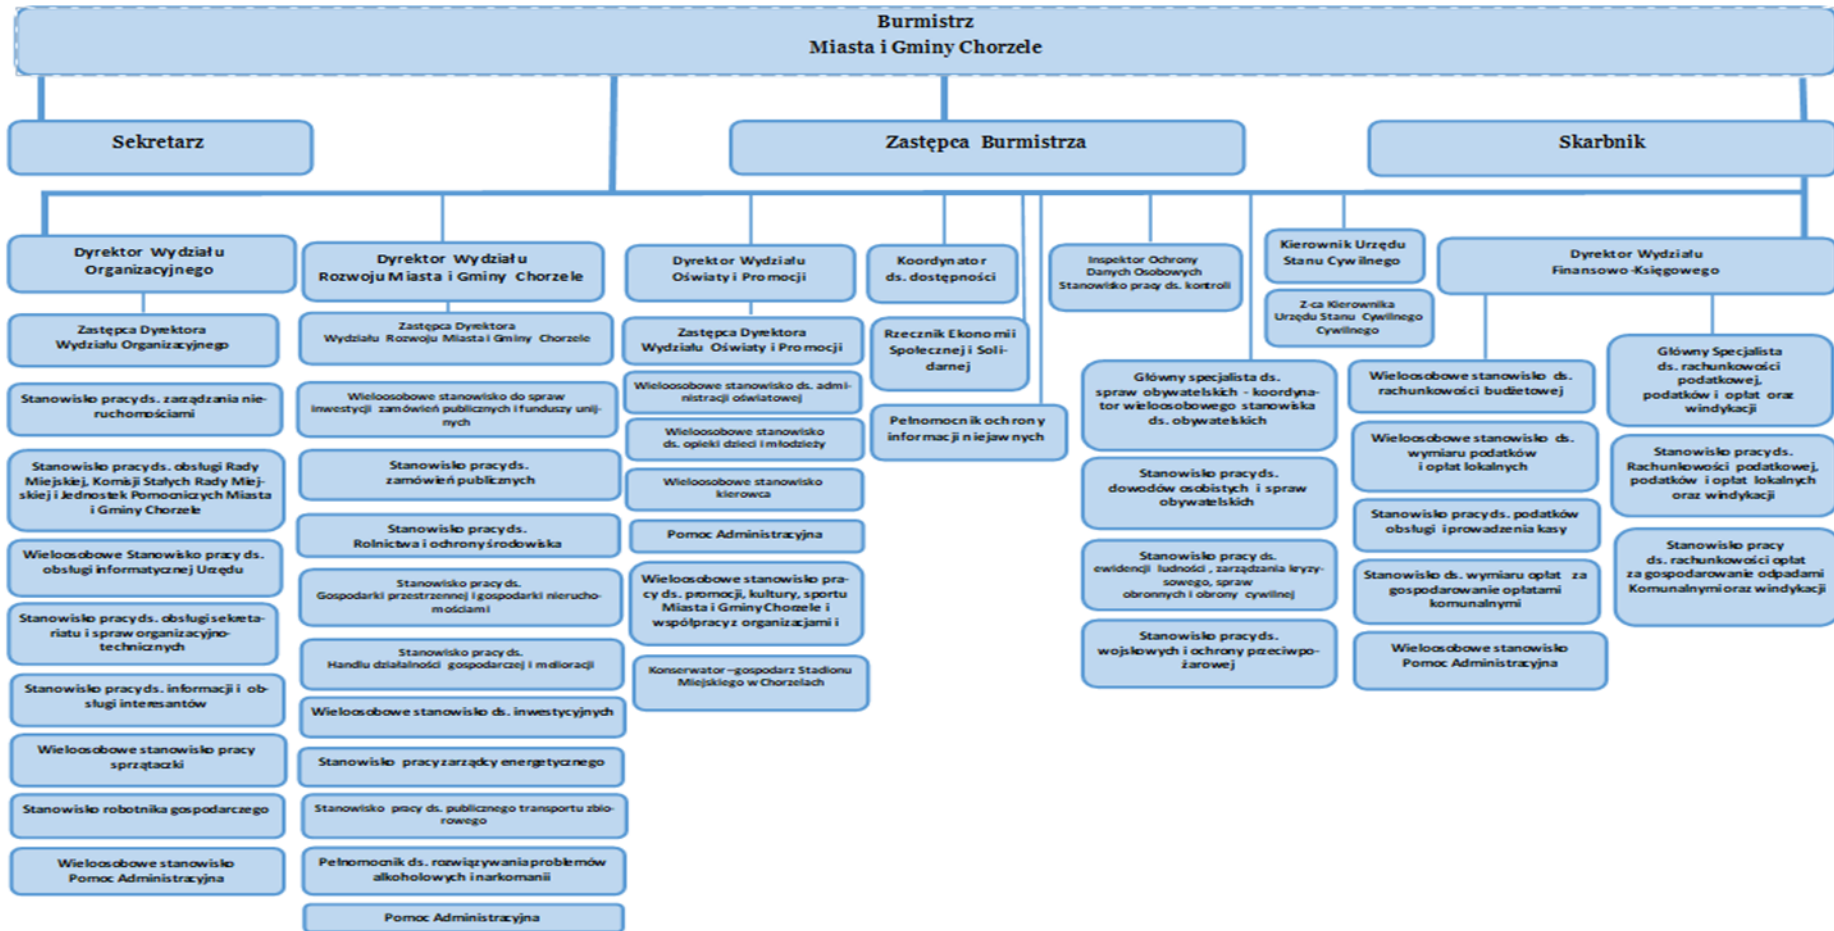 Burmistrz
Miasta i Gminy Chorzele
Sekretarz
Zastępca Burmistrza
Skarbnik
Dyrektor Wydziału
Organizacyjnego
Zastępca Dyrektora
Wydziału Organizacyjnego
Stanowisko pracy ds. zarządzania nie-
ruchomościami
Stanowisko pracy ds. obsługi Rady
Miejskiej, Komisji Stałych Rady Miej-
skiej i Jednostek Pomocniczych Miasta
i Gminy Chorzele
Wieloosobowe Stanowisko pracy ds.
obsługi informatycznej Urzędu
Stanowisko pracy ds. obsługi sekreta-
riatu i spraw organizacyjno-
technicznych
Stanowisko pracy ds. informacji i ob-
sługi interesantów
Wieloosobowe stanowisko pracy
sprzątaczki
Stanowisko robotnika gospodarczego
Wieloosobowe stanowisko
Pomoc Administracyjna
Dyrektor Wydziału
Rozwoju Miasta i Gminy Chorzele
Zastępca Dyrektora
Wydziału Rozwoju Miasta i Gminy Chorzele
Wieloosobowe stanowisko do spraw
inwestycji zamówień publicznych i funduszy unij-
nych
Stanowisko pracy ds.
zamówień publicznych
Stanowisko pracy ds.
Rolnictwa i ochrony środowiska
Stanowisko pracy ds.
Gospodarki przestrzennej i gospodarki nierucho-
mościami
Stanowisko pracy ds.
Handlu działalności gospodarczej i melioracji
Wieloosobowe stanowisko ds. inwestycyjnych
Stanowisko pracy zarządcy energetycznego
Stanowisko pracy ds. publicznego transportu zbio-
rowego
Pełnomocnik ds. rozwiązywania problemów
alkoholowych i narkomanii
Pomoc Administracyjna
Dyrektor Wydziału
Oświaty i Promocji
Zastępca Dyrektora
Wydziału Oświaty i Promocji
Wieloosobowe stanowisko ds. admi-
nistracji oświatowej
Wieloosobowe stanowisko
ds. opieki dzieci i młodzieży
Wieloosobowe stanowisko
kierowca
Pomoc Administracyjna
Wieloosobowe stanowisko pra-
cy ds. promocji, kultury, sportu
Miasta i Gminy Chorzele i
współpracy z organizacjami i
Konserwator –gospodarz Stadionu
Miejskiego w Chorzelach
Koordynator
ds. dostępności
Rzecznik Ekonomii
Społecznej i Soli-
darnej
Pełnomocnik ochrony
informacji niejawnych
Inspektor Ochrony
Danych Osobowych
Stanowisko pracy ds. kontroli
Główny specjalista ds.
spraw obywatelskich - koordyna-
tor wieloosobowego stanowiska
ds. obywatelskich
Stanowisko pracy ds.
dowodów osobistych i spraw
obywatelskich
Stanowisko pracy ds.
ewidencji ludności , zarządzania kryzy-
sowego, spraw
obronnych i obrony cywilnej
Stanowisko pracy ds.
wojskowych i ochrony przeciwpo-
żarowej
Kierownik Urzędu
Stanu Cywilnego
Z-ca Kierownika
Urzędu Stanu Cywilnego
Cywilnego
Dyrektor Wydziału
Finansowo-Księgowego
Wieloosobowe stanowisko ds.
rachunkowości budżetowej
Wieloosobowe stanowisko ds.
wymiaru podatków
i opłat lokalnych
Stanowisko pracy ds. podatków
obsługi i prowadzenia kasy
Stanowisko ds. wymiaru opłat za
gospodarowanie opłatami
komunalnymi
Wieloosobowe stanowisko
Pomoc Administracyjna
Główny Specjalista
ds. rachunkowości
podatkowej,
podatków i opłat oraz
windykacji
Stanowisko pracy ds.
Rachunkowości podatkowej,
podatków i opłat lokalnych
oraz windykacji
Stanowisko pracy
ds. rachunkowości opłat
za gospodarowanie odpadami
Komunalnymi oraz windykacji